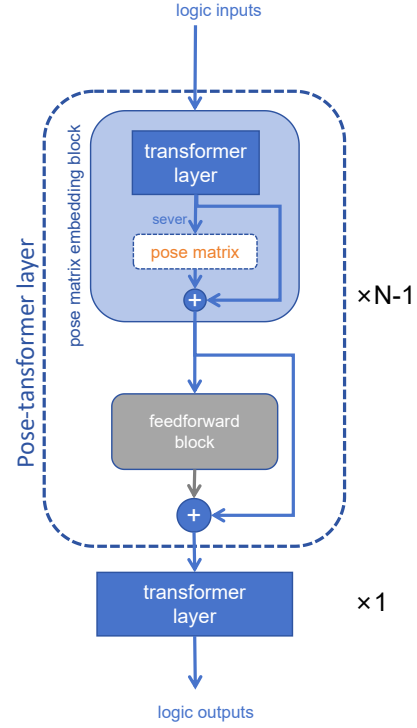 logic inputs
Pose-tansformer layer
pose matrix embedding block
transformer
layer
sever
pose matrix
+
×N-1
feedforward
block
+
transformer
layer
×1
logic outputs